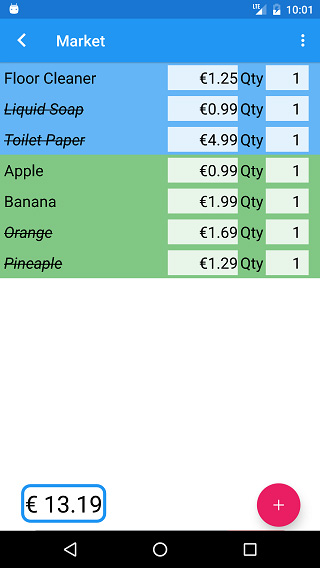 LTE 10:01
Market
Floor Cleaner €1.25 Qty 1
Liquid Soap €0.99 Qty 1
Toilet Paper €4.99 Qty 1
Apple €0.99 Qty 1
Banana €1.99 Qty 1
Orange €1.69 Qty 1
Pineaple €1.29 Qty 1
€ 13.19